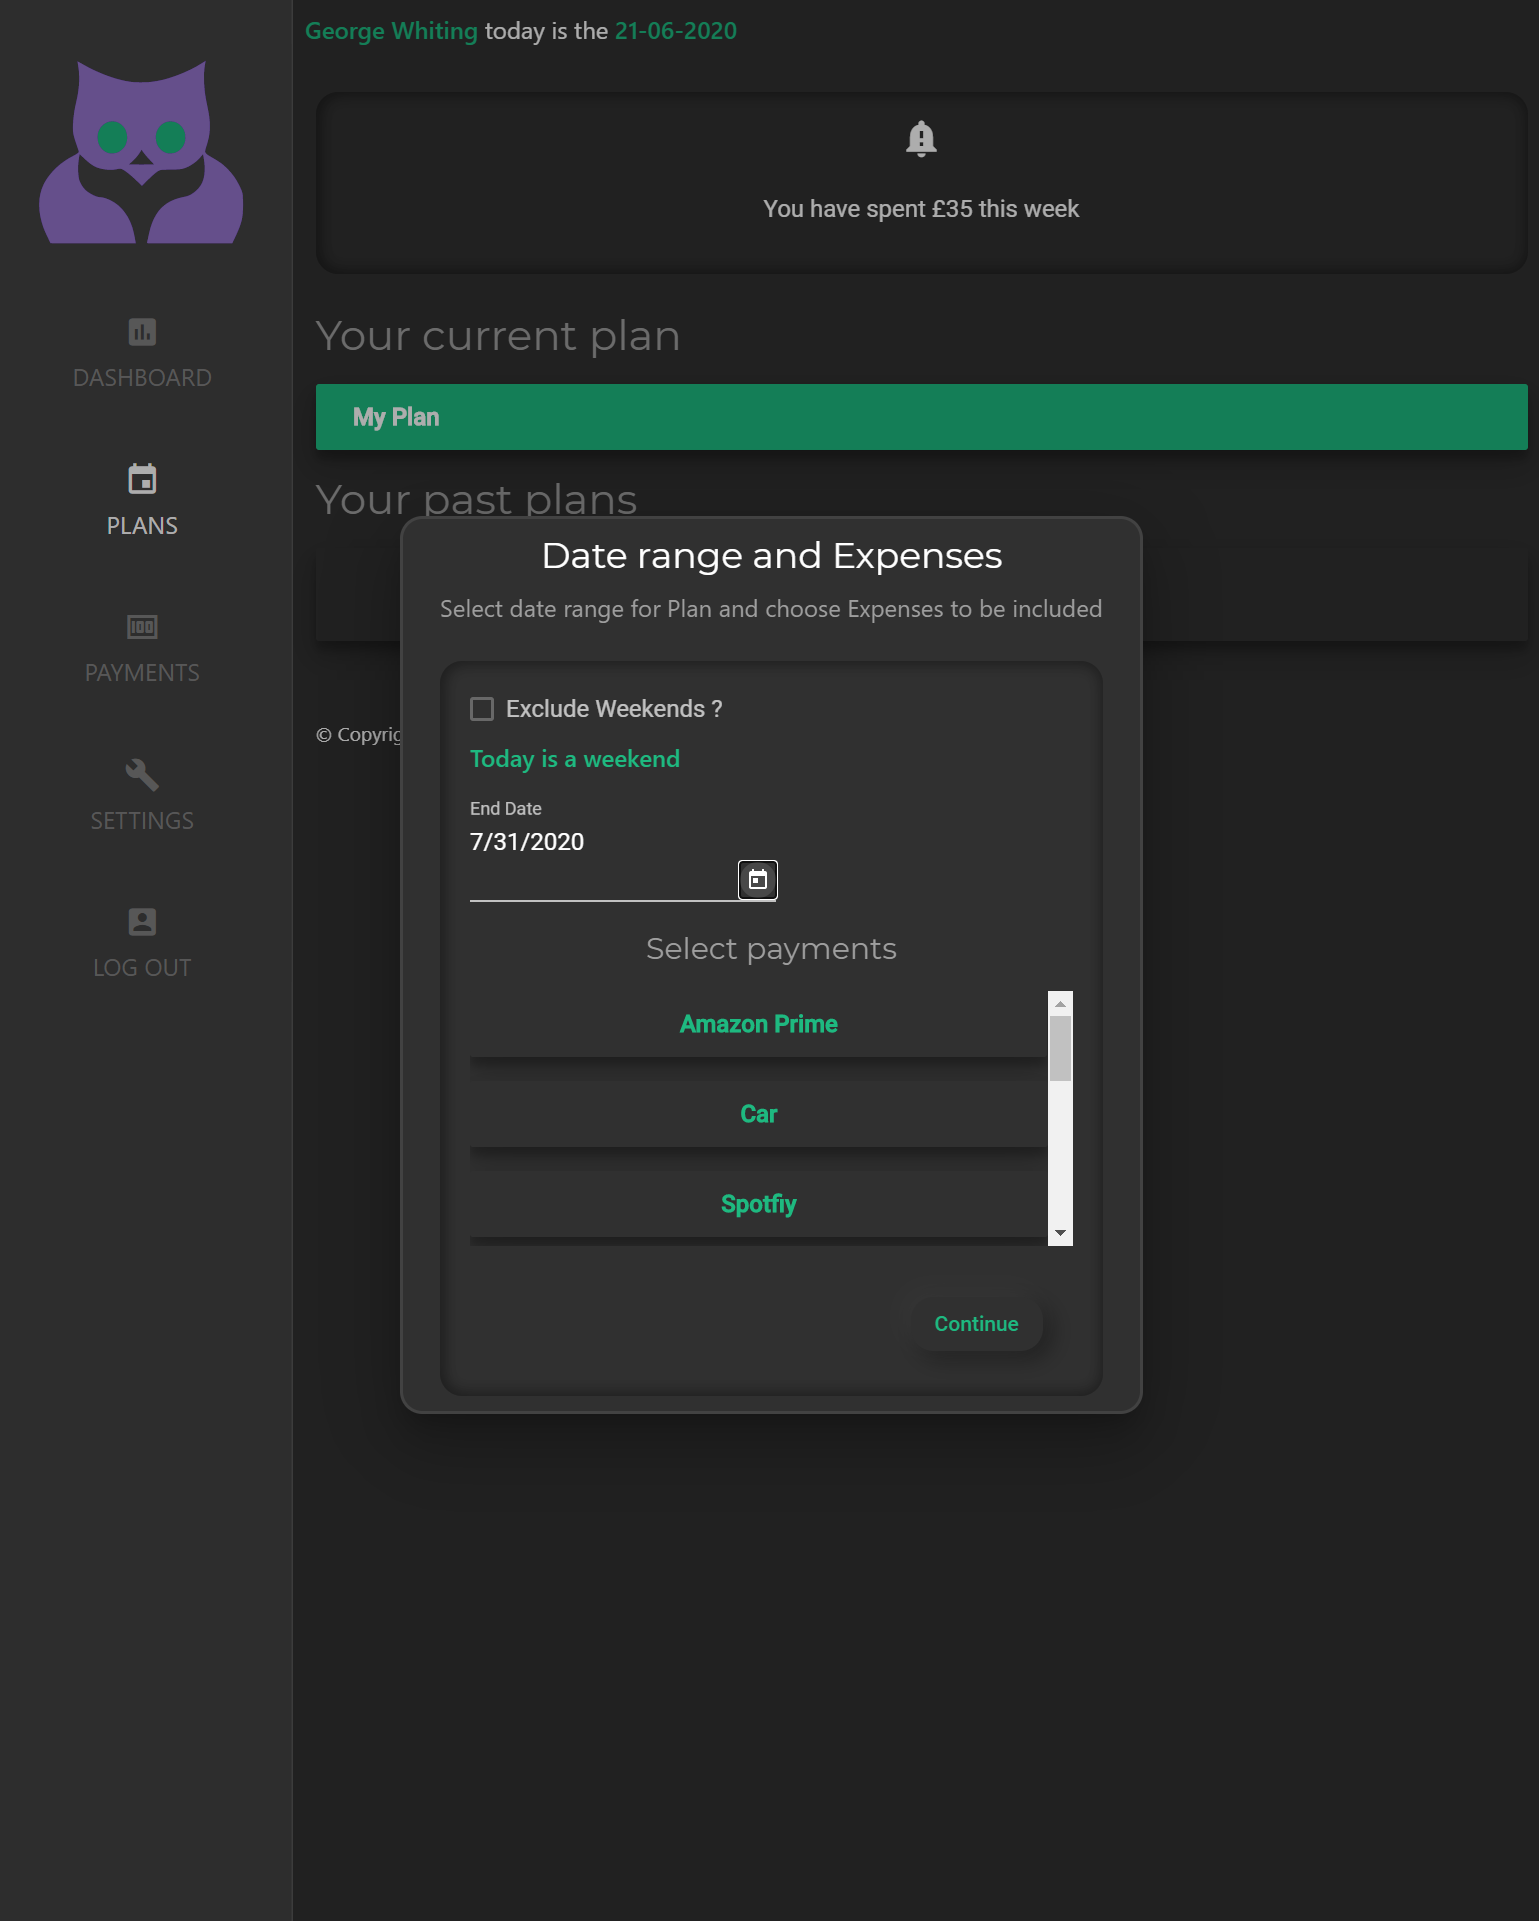 George Whiting today is the 21-06-2020
You have spent £35 this week
DASHBOARD
PLANS
PAYMENTS
SETTINGS
LOG OUT
Your current plan
My Plan
Your past plans
© Copyrig
Date range and Expenses
Select date range for Plan and choose Expenses to be included
Exclude Weekends ?
Today is a weekend
End Date
7/31/2020
Select payments
Amazon Prime
Car
Spotfiy
Continue